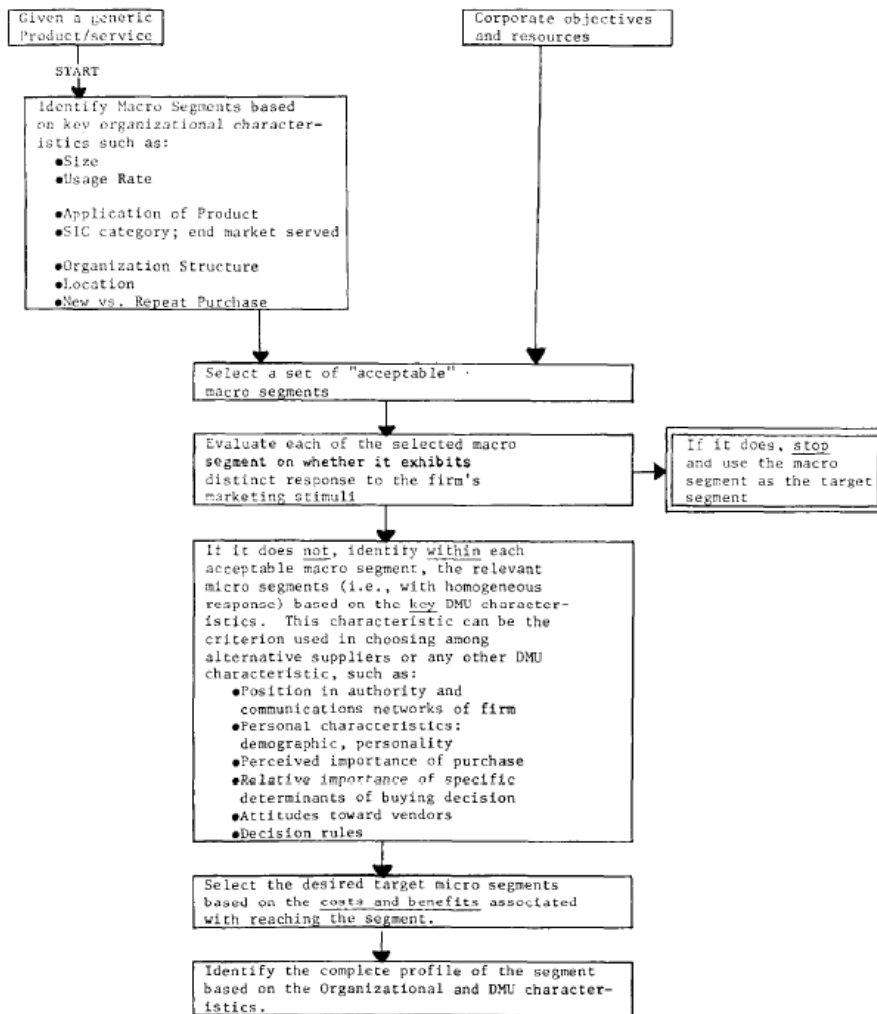 Given a generic
Product/service
Corporate objectives
and resources
START
Identify Macro Segments based
on key organizational character-
istics such as:
●Size
●Usage Rate
●Application of Product
●SIC category; end market served
●Organization Structure
●Location
●New vs. Repeat Purchase
Select a set of "acceptable"
macro segments
Evaluate each of the selected macro
segment on whether it exhibits
distinct response to the firm's
marketing stimuli
If it does, stop
and use the macro
segment as the target
segment
If it does not, identify within each
acceptable macro segment, the relevant
micro segments (i.e., with homogeneous
response) based on the key DMU character-
istics. This characteristic can be the
criterion used in choosing among
alternative suppliers or any other DMU
characteristic, such as:
●Position in authority and
communications networks of firm
●Personal characteristics:
demographic, personality
●Perceived importance of purchase
●Relative importance of specific
determinants of buying decision
●Attitudes toward vendors
●Decision rules
Select the desired target micro segments
based on the costs and benefits associated
with reaching the segment.
Identify the complete profile of the segment
based on the Organizational and DMU character-
istics.